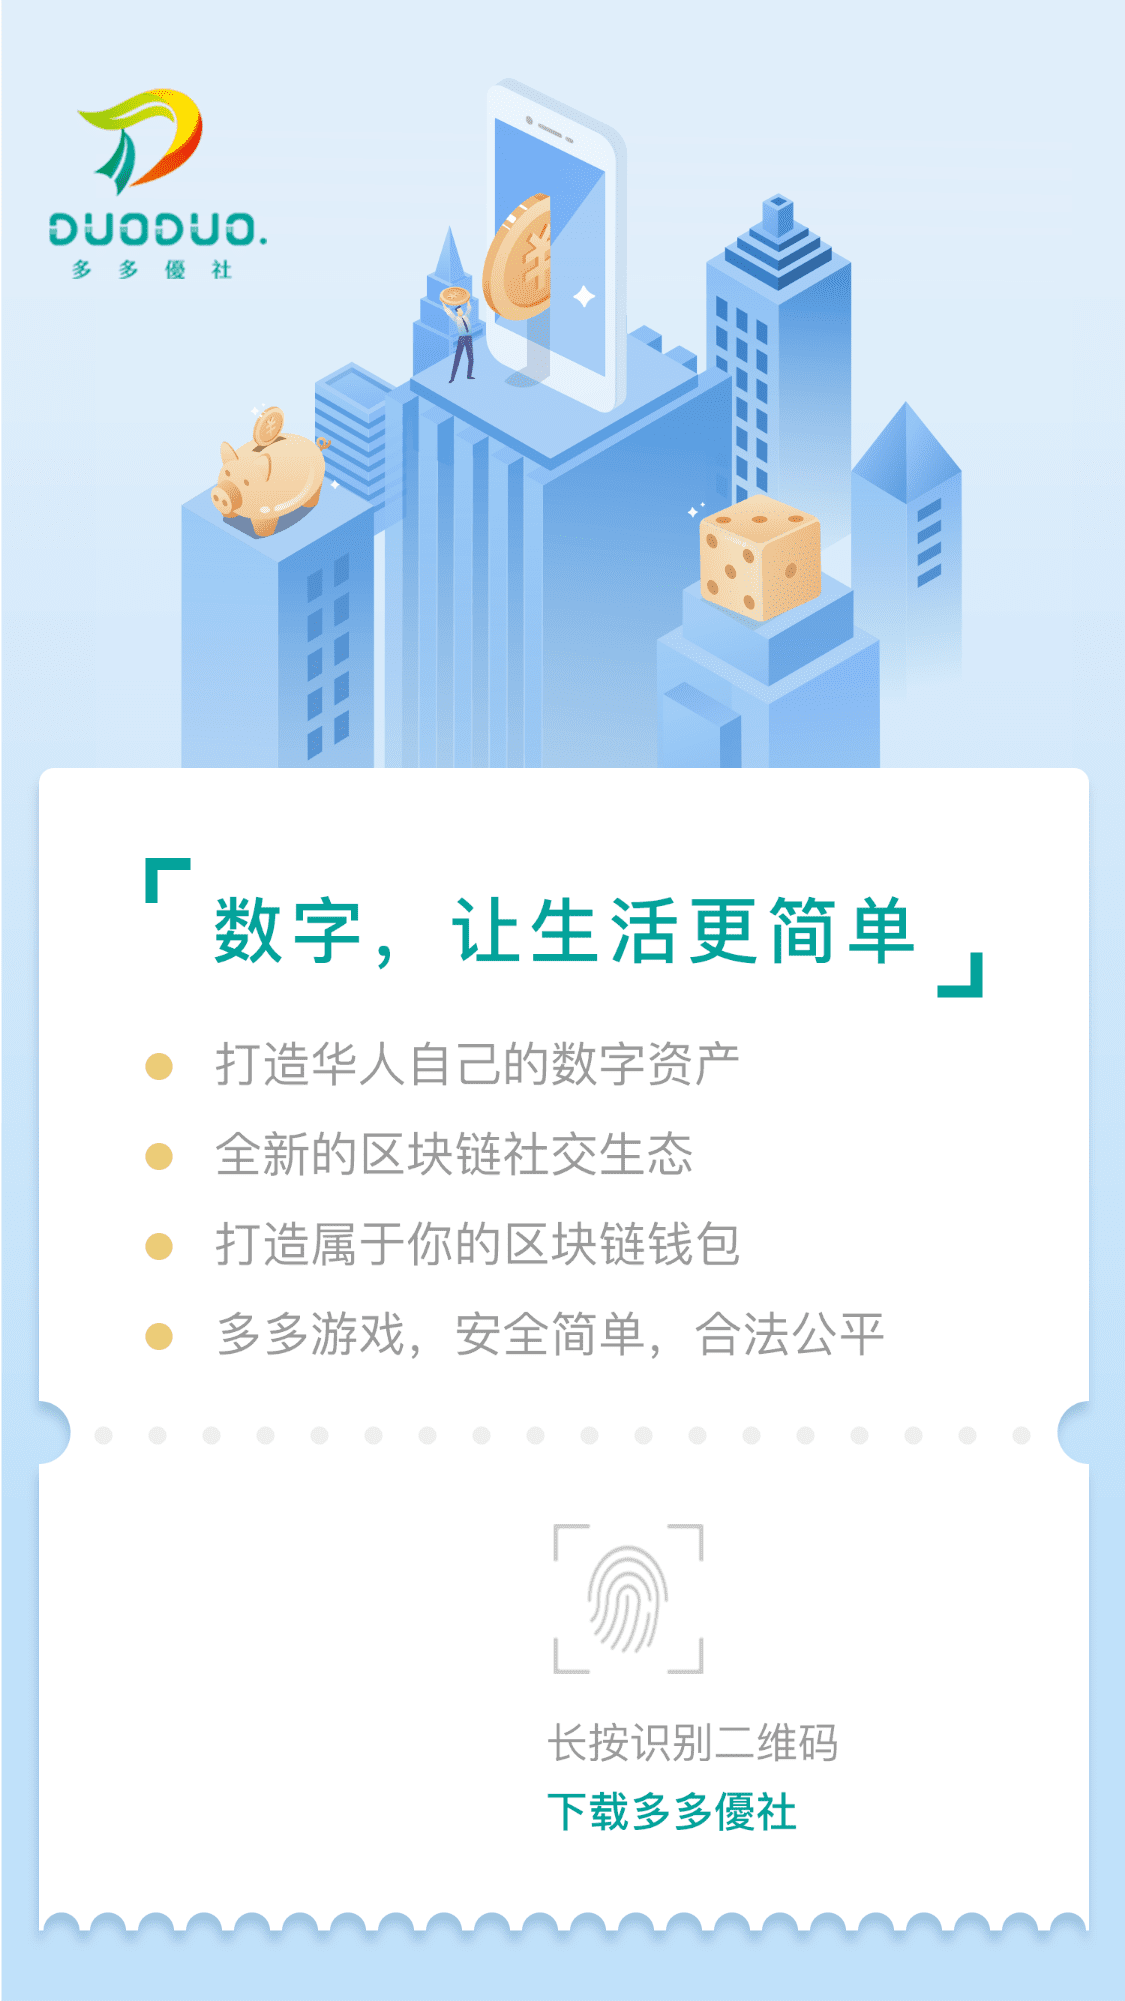 DUODUO.
多多優社
数字，让生活更简单
打造华人自己的数字资产
全新的区块链社交生态
打造属于你的区块链钱包
多多游戏，安全简单，合法公平
长按识别二维码
下载多多優社